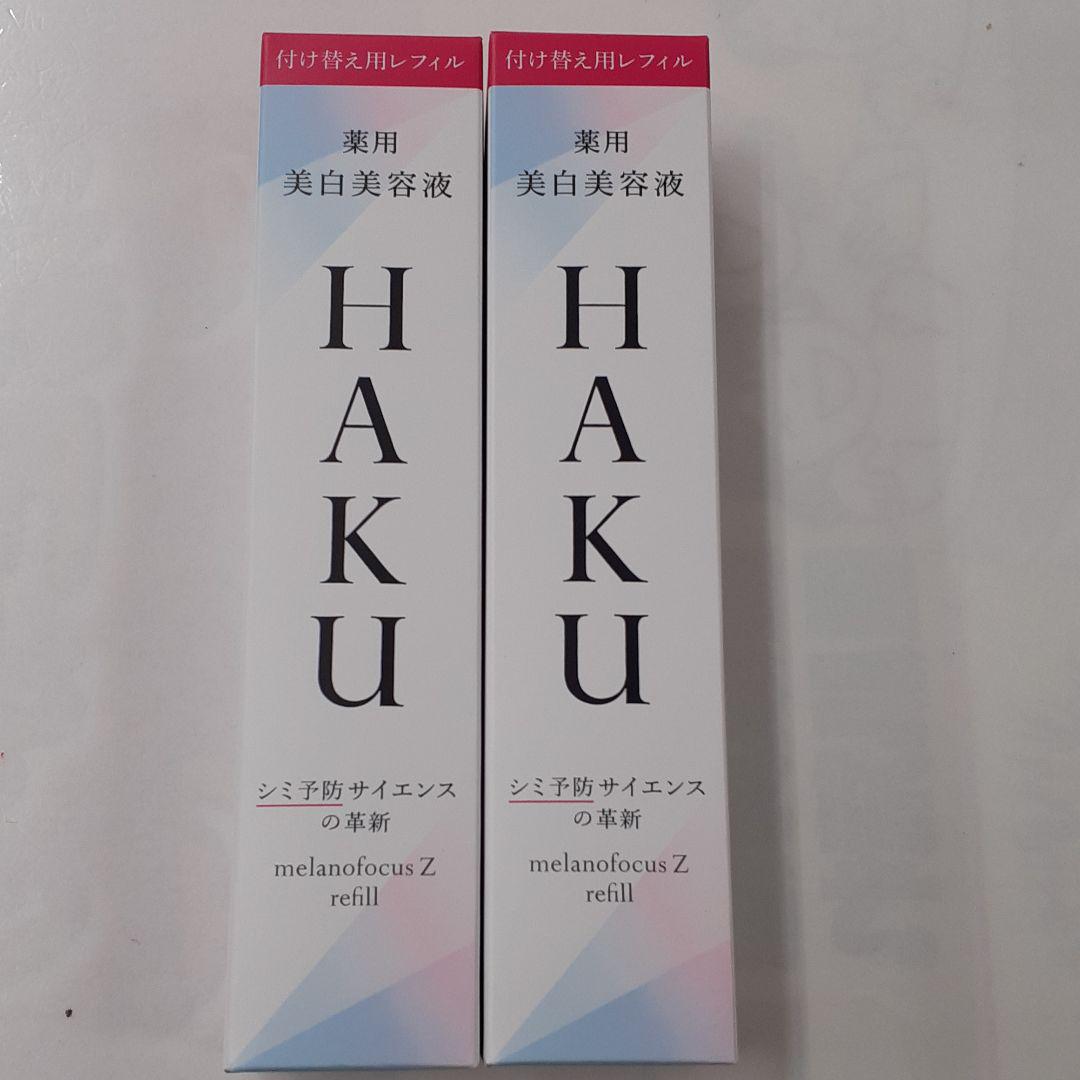 付け替え用レフィル
薬用
美白美容液
HAKU
シミ予防サイエンス
の革新
melanofocus Z
refill
付け替え用レフィル
薬用
美白美容液
HAKU
シミ予防サイエンス
の革新
melanofocus Z
refill